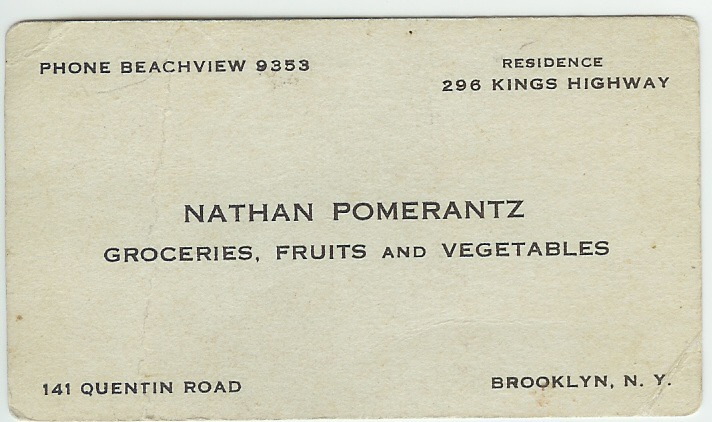 PHONE BEACHVIEW 9353
RESIDENCE
296 KINGS HIGHWAY
NATHAN POMERANTZ
GROCERIES, FRUITS AND VEGETABLES
141 QUENTIN ROAD
BROOKLYN, N. Y.